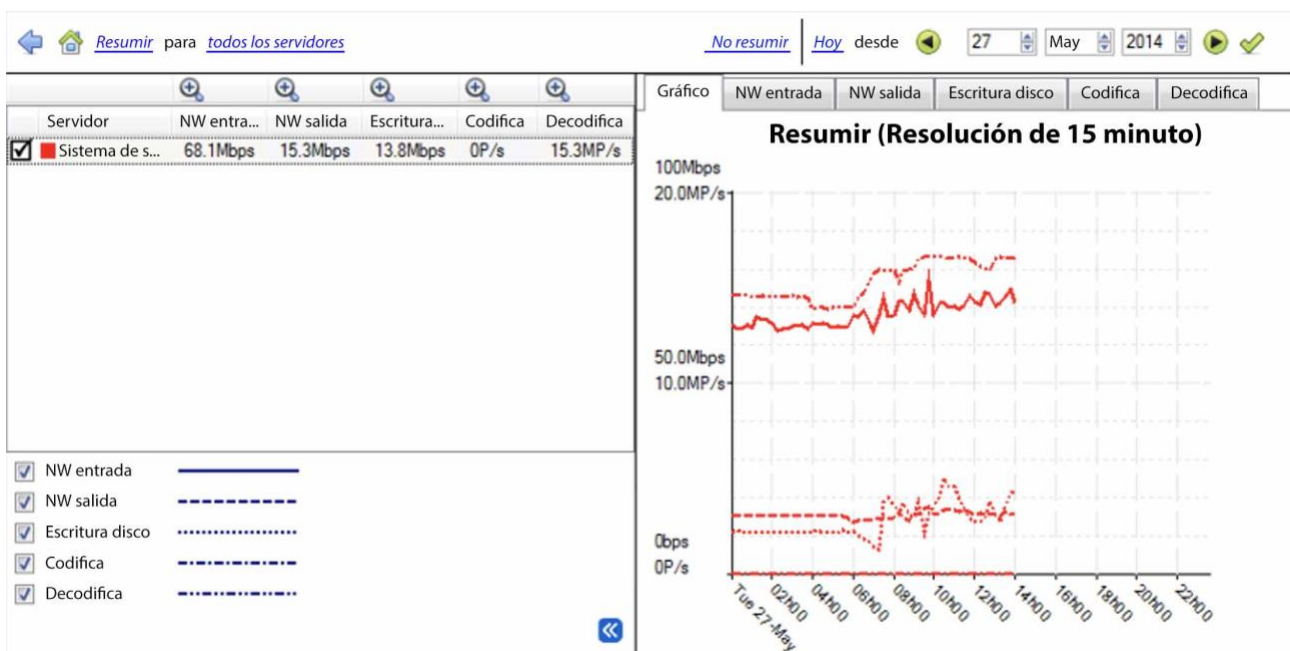 Resumir para todos los servidores
No resumir Hoy desde 27 May 2014
Servidor NW entra... NW salida Escritura... Codifica Decodifica
Sistema de s... 68.1Mbps 15.3Mbps 13.8Mbps 0P/s 15.3MP/s
NW entrada
NW salida
Escritura disco
Codifica
Decodifica
Gráfico NW entrada NW salida Escritura disco Codifica Decodifica
Resumir (Resolución de 15 minuto)
100Mbps
20.0MP/s
50.0Mbps
10.0MP/s
0bps
0P/s
Tue 27-May 02h00 04h00 06h00 08h00 10h00 12h00 14h00 16h00 18h00 20h00 22h00